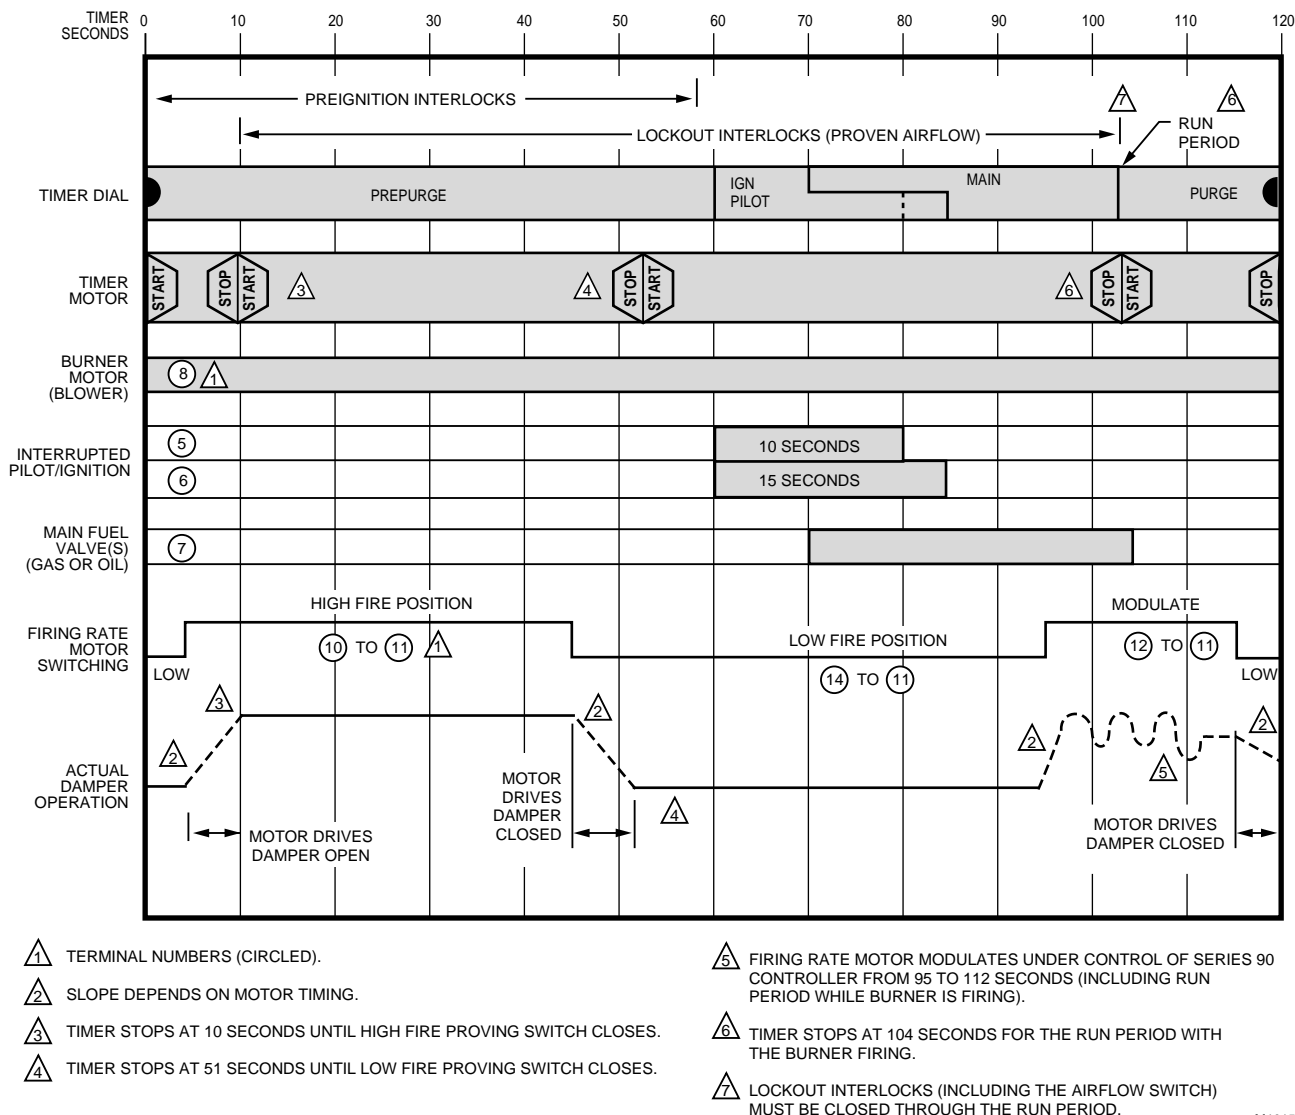 TIMER SECONDS 0 10 20 30 40 50 60 70 80 90 100 110 120
PREIGNITION INTERLOCKS
7 6
LOCKOUT INTERLOCKS (PROVEN AIRFLOW)
RUN
PERIOD
TIMER DIAL
PREPURGE
IGN
PILOT
MAIN
PURGE
TIMER
MOTOR
START STOP START 3 4 STOP START 6 STOP START STOP
BURNER
MOTOR
(BLOWER)
8 1
INTERRUPTED
PILOT/IGNITION
5 10 SECONDS
6 15 SECONDS
MAIN FUEL
VALVE(S)
(GAS OR OIL)
7
FIRING RATE
MOTOR
SWITCHING
LOW
HIGH FIRE POSITION
10 TO 11 1
LOW FIRE POSITION
14 TO 11
MODULATE
12 TO 11
LOW
ACTUAL
DAMPER
OPERATION
2 3 2 4 2 5 2
MOTOR DRIVES
DAMPER OPEN
MOTOR
DRIVES
DAMPER
CLOSED
MOTOR DRIVES
DAMPER CLOSED
1 TERMINAL NUMBERS (CIRCLED).
2 SLOPE DEPENDS ON MOTOR TIMING.
3 TIMER STOPS AT 10 SECONDS UNTIL HIGH FIRE PROVING SWITCH CLOSES.
4 TIMER STOPS AT 51 SECONDS UNTIL LOW FIRE PROVING SWITCH CLOSES.
5 FIRING RATE MOTOR MODULATES UNDER CONTROL OF SERIES 90
CONTROLLER FROM 95 TO 112 SECONDS (INCLUDING RUN
PERIOD WHILE BURNER IS FIRING).
6 TIMER STOPS AT 104 SECONDS FOR THE RUN PERIOD WITH
THE BURNER FIRING.
7 LOCKOUT INTERLOCKS (INCLUDING THE AIRFLOW SWITCH)
MUST BE CLOSED THROUGH THE RUN PERIOD.